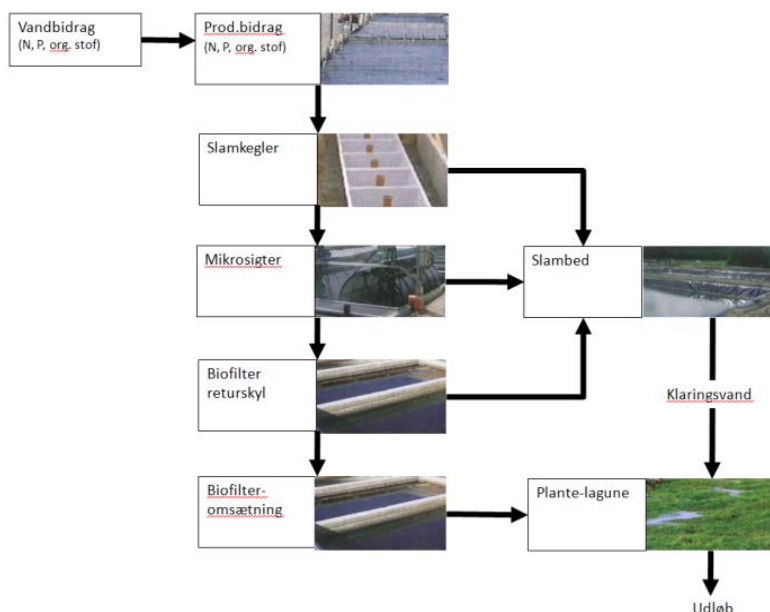 Vandbidrag
(N, P, org. stof)
Prod.bidrag
(N, P, org. stof)
Slamkegler
Mikrosigter
Slambed
Biofilter
returskyl
Klaringsvand
Biofilter-
omsætning
Plante-lagune
Udløb